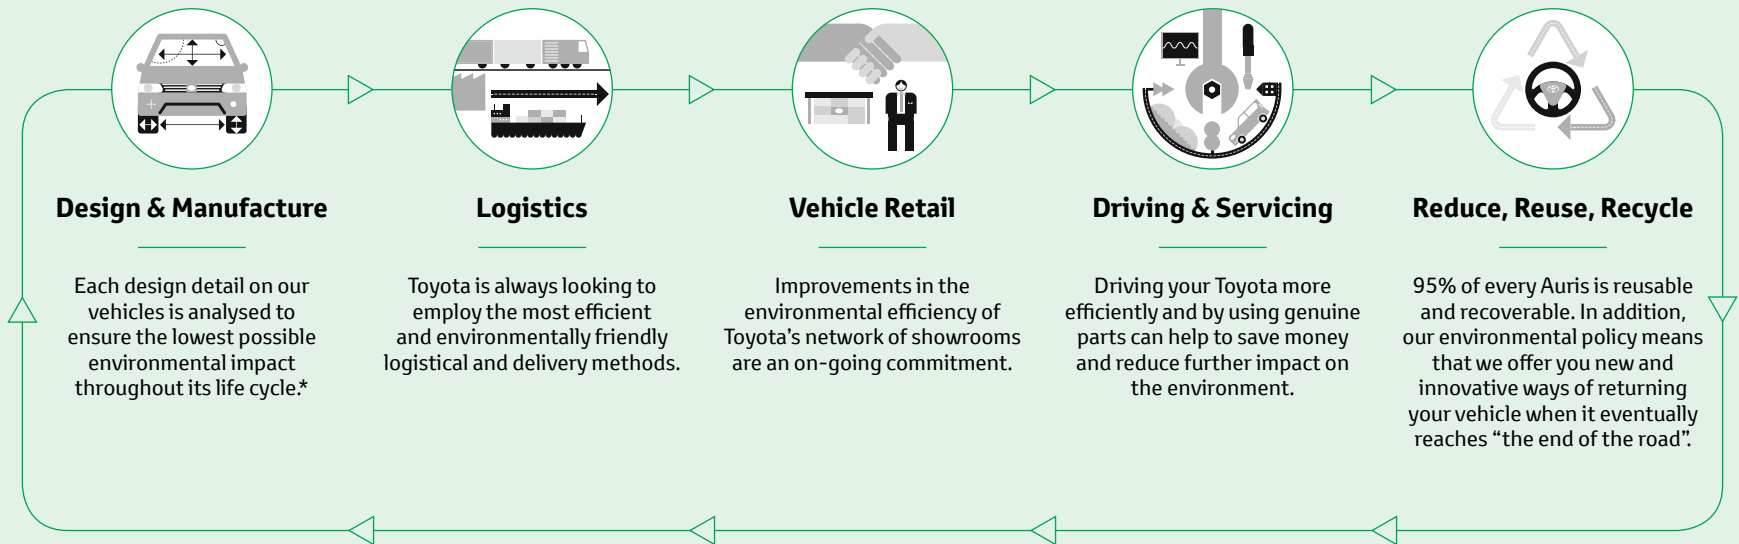 Design & Manufacture
Each design detail on our
vehicles is analysed to
ensure the lowest possible
environmental impact
throughout its life cycle.*
Logistics
Toyota is always looking to
employ the most efficient
and environmentally friendly
logistical and delivery methods.
Vehicle Retail
Improvements in the
environmental efficiency of
Toyota’s network of showrooms
are an on-going commitment.
Driving & Servicing
Driving your Toyota more
efficiently and by using genuine
parts can help to save money
and reduce further impact on
the environment.
Reduce, Reuse, Recycle
95% of every Auris is reusable
and recoverable. In addition,
our environmental policy means
that we offer you new and
innovative ways of returning
your vehicle when it eventually
reaches “the end of the road”.